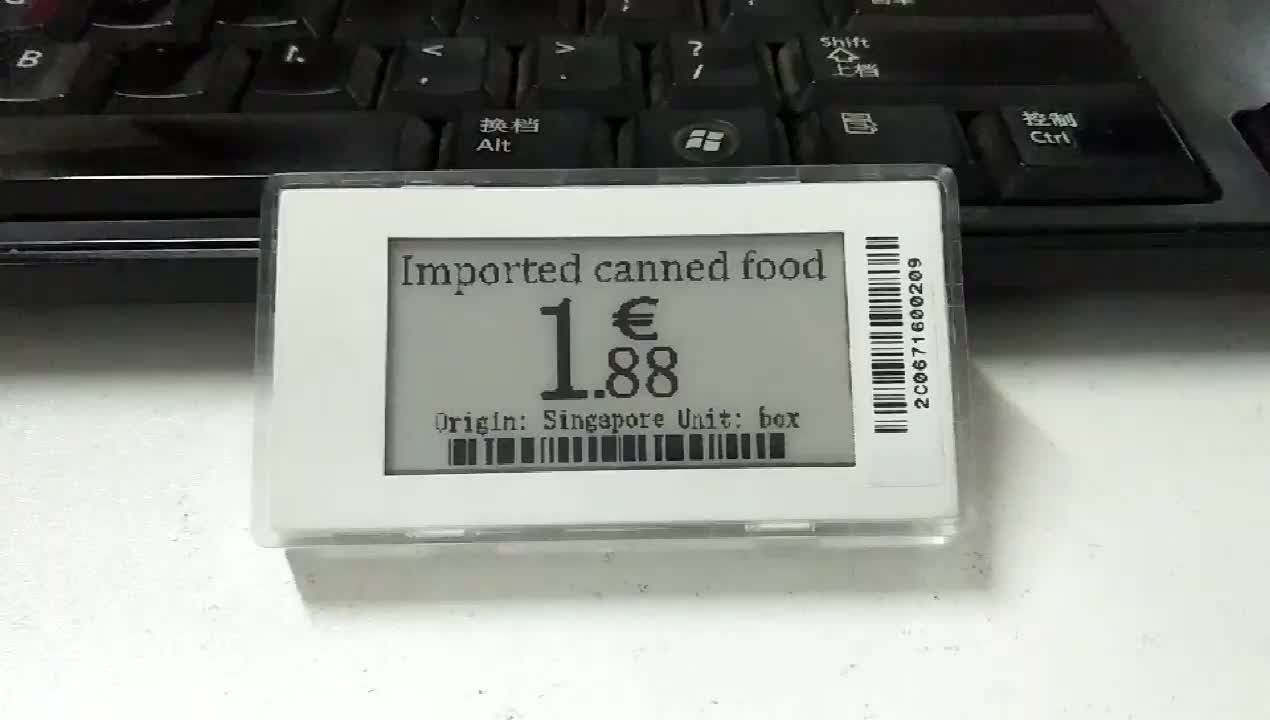 B
< ,
> .
? /
Shift
上档
换档
Alt
控制
Ctrl
Imported canned food
€
1.88
Origin: Singapore Unit: box
2C0671600209